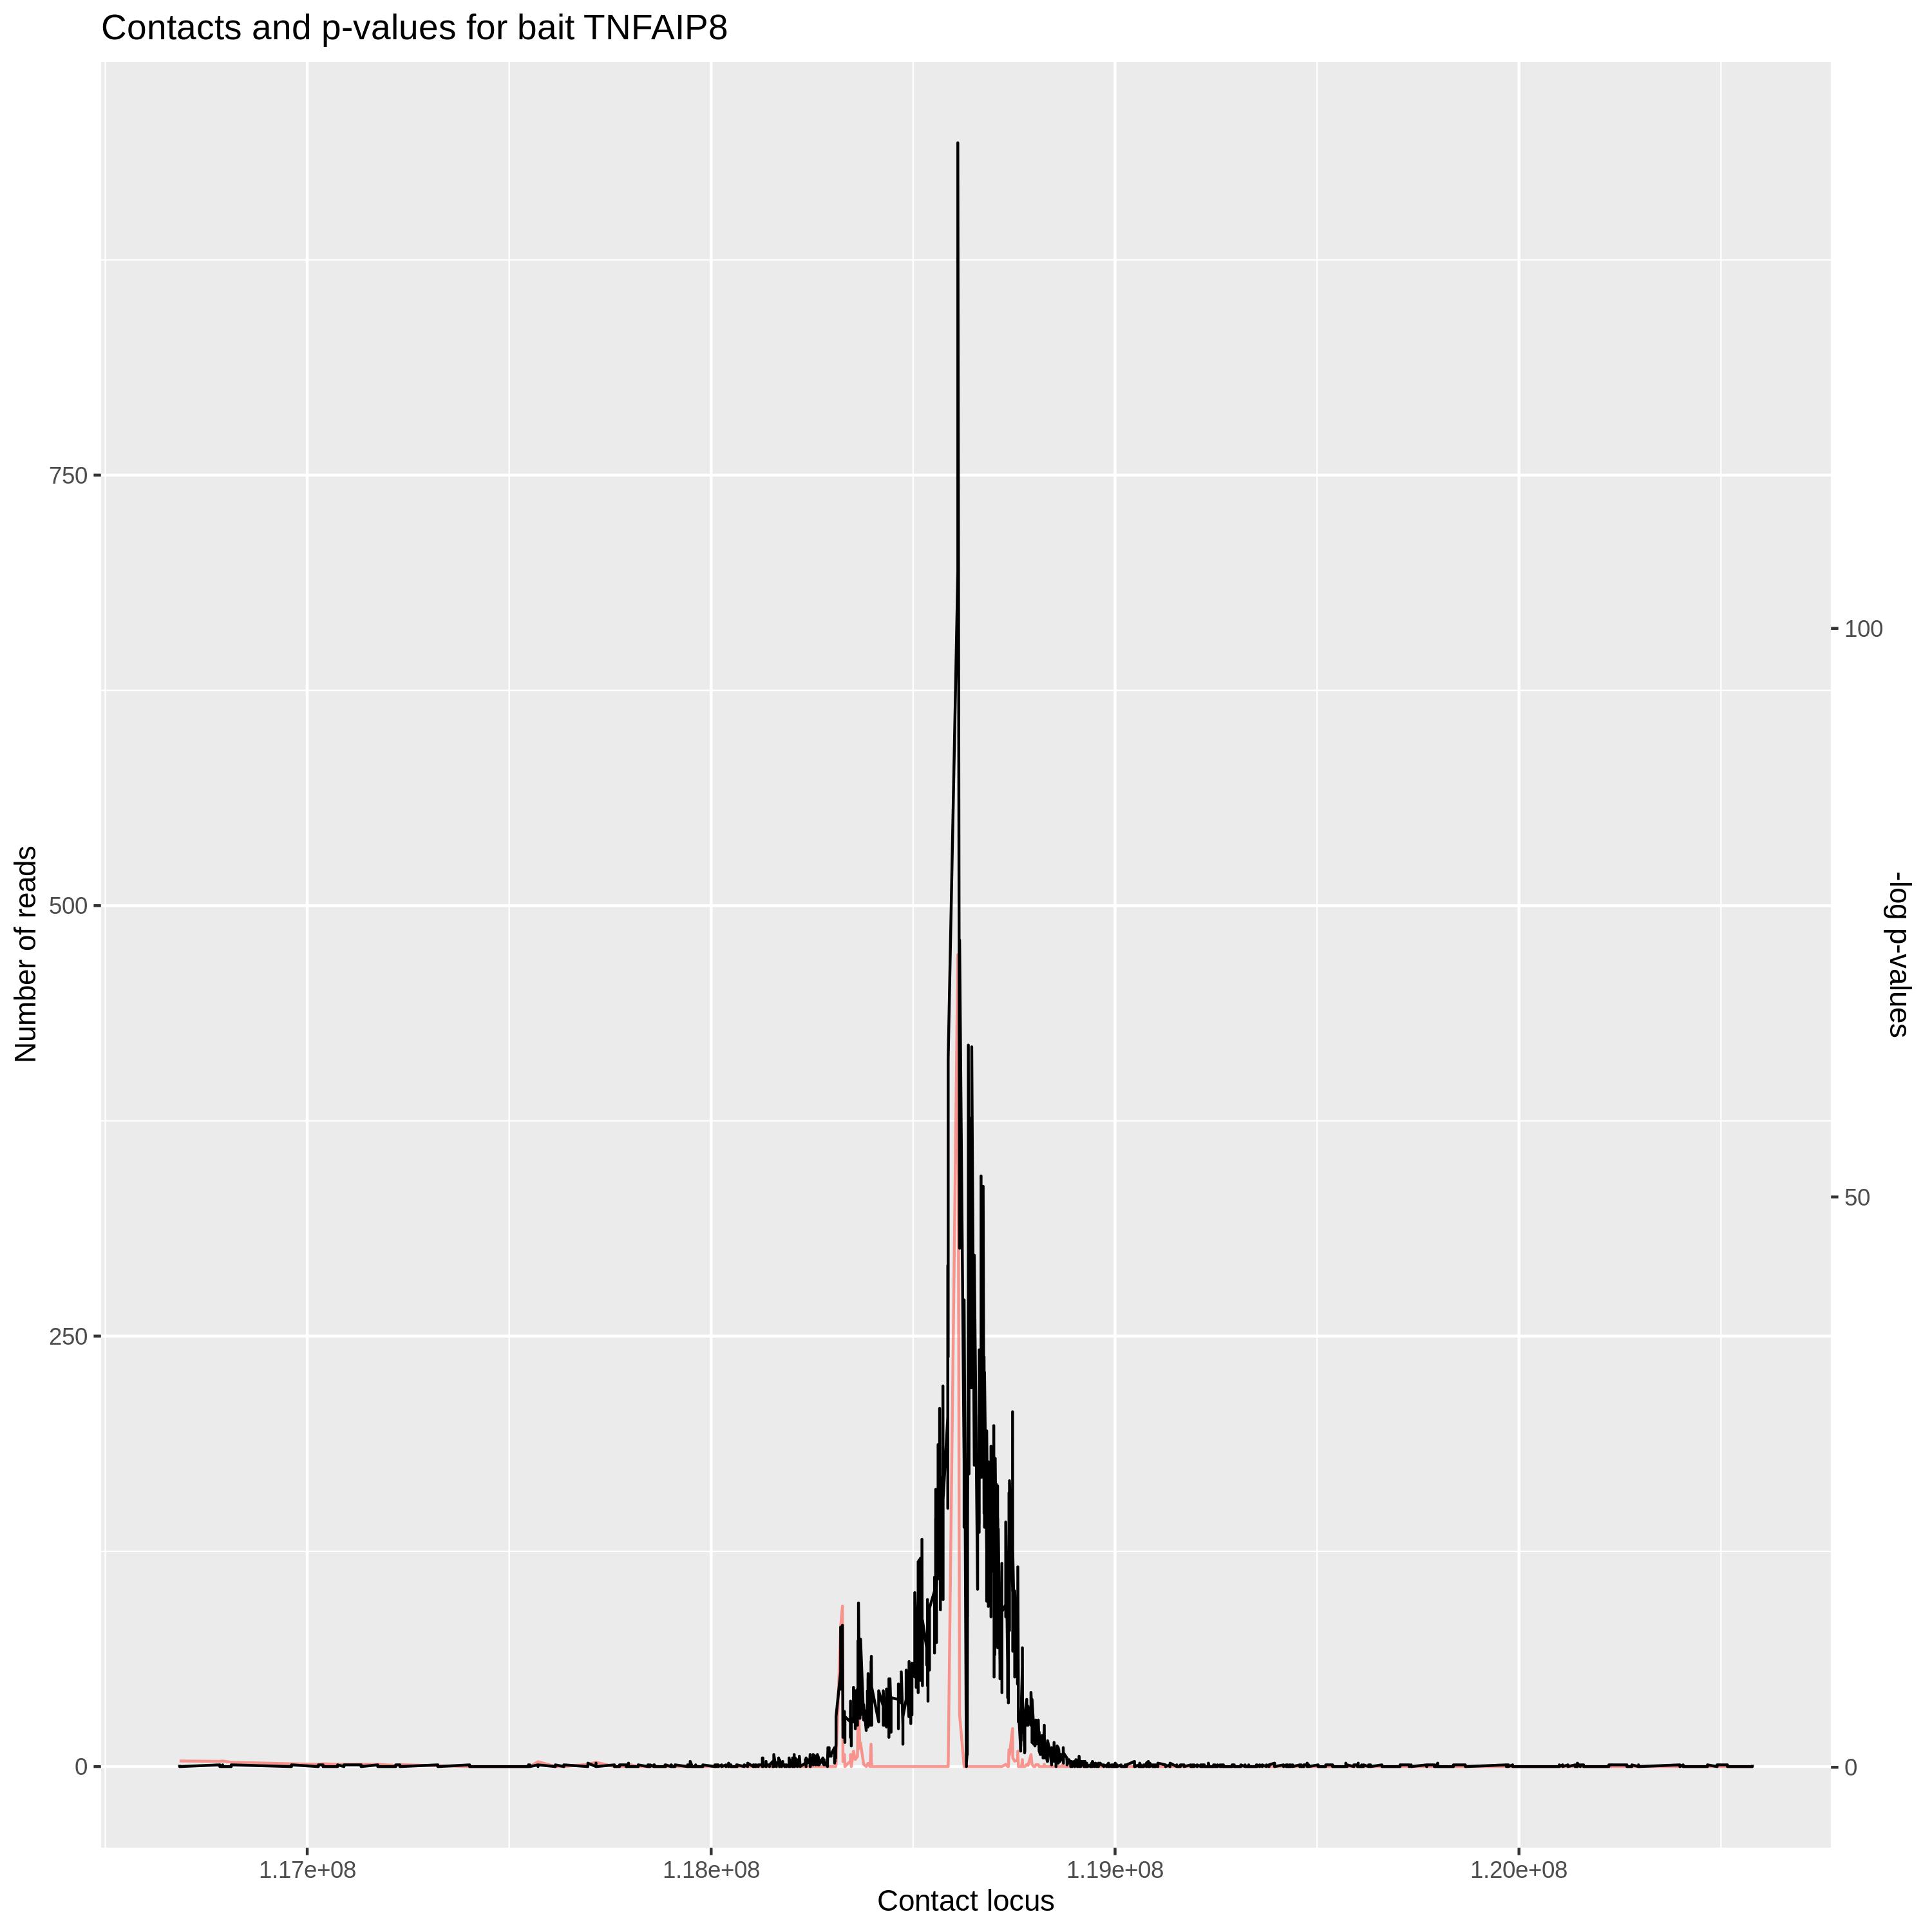 Contacts and p-values for bait TNFAIP8
750
500
250
0
Number of reads
100
50
0
-log p-values
1.17e+08
1.18e+08
1.19e+08
1.20e+08
Contact locus